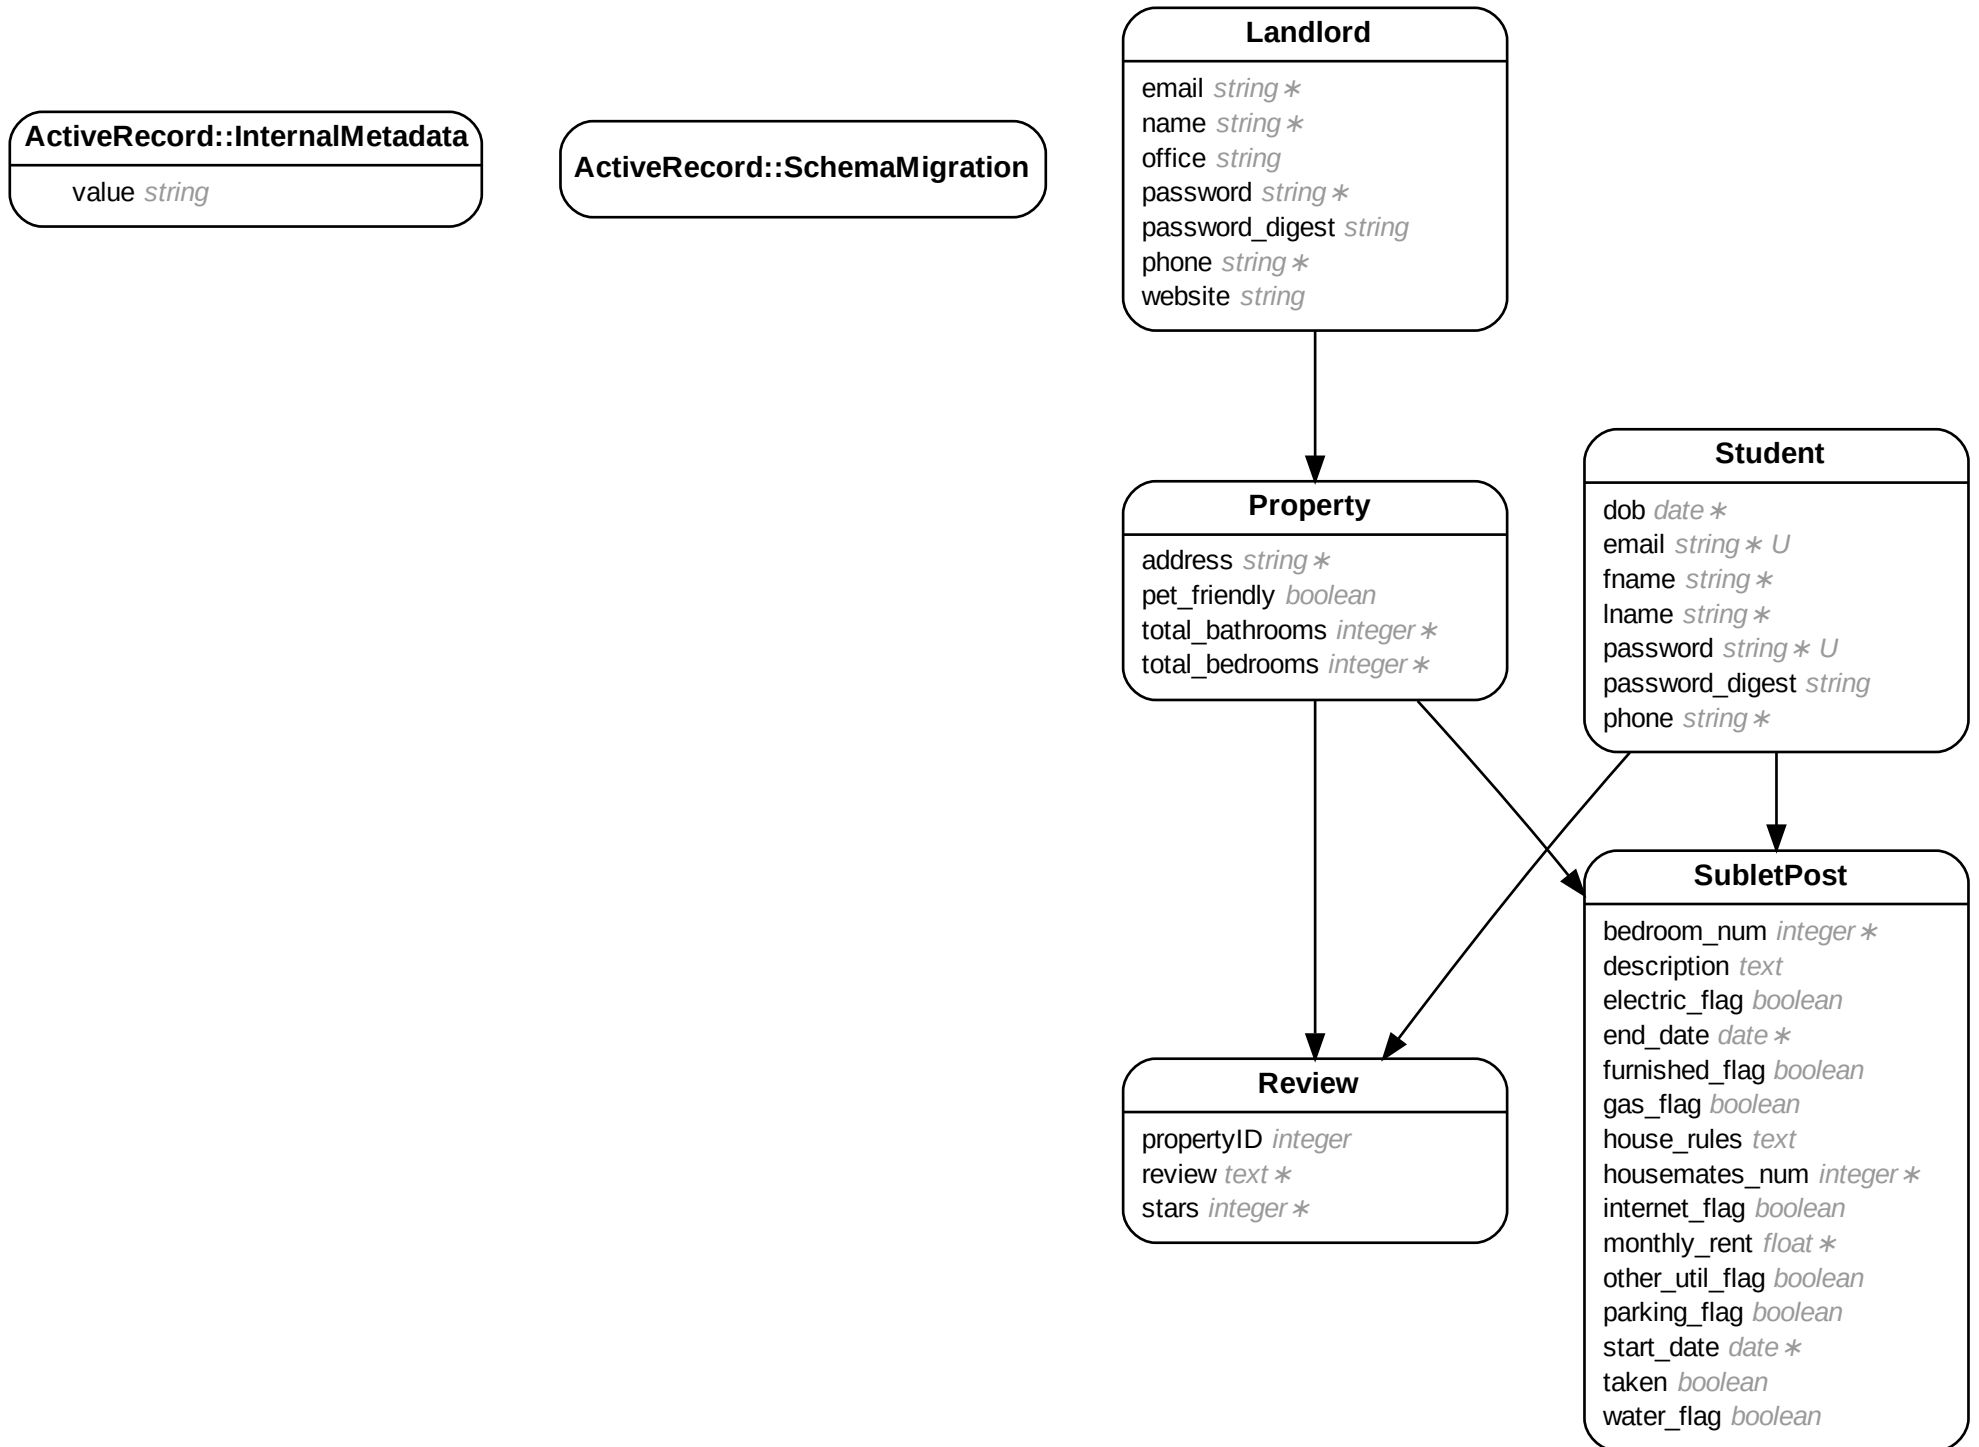 ActiveRecord::InternalMetadata
value string
ActiveRecord::SchemaMigration
Landlord
email string ∗
name string ∗
office string
password string ∗
password_digest string
phone string ∗
website string
Property
address string ∗
pet_friendly boolean
total_bathrooms integer ∗
total_bedrooms integer ∗
Student
dob date ∗
email string ∗ U
fname string ∗
lname string ∗
password string ∗ U
password_digest string
phone string ∗
Review
propertyID integer
review text ∗
stars integer ∗
SubletPost
bedroom_num integer ∗
description text
electric_flag boolean
end_date date ∗
furnished_flag boolean
gas_flag boolean
house_rules text
housemates_num integer ∗
internet_flag boolean
monthly_rent float ∗
other_util_flag boolean
parking_flag boolean
start_date date ∗
taken boolean
water_flag boolean